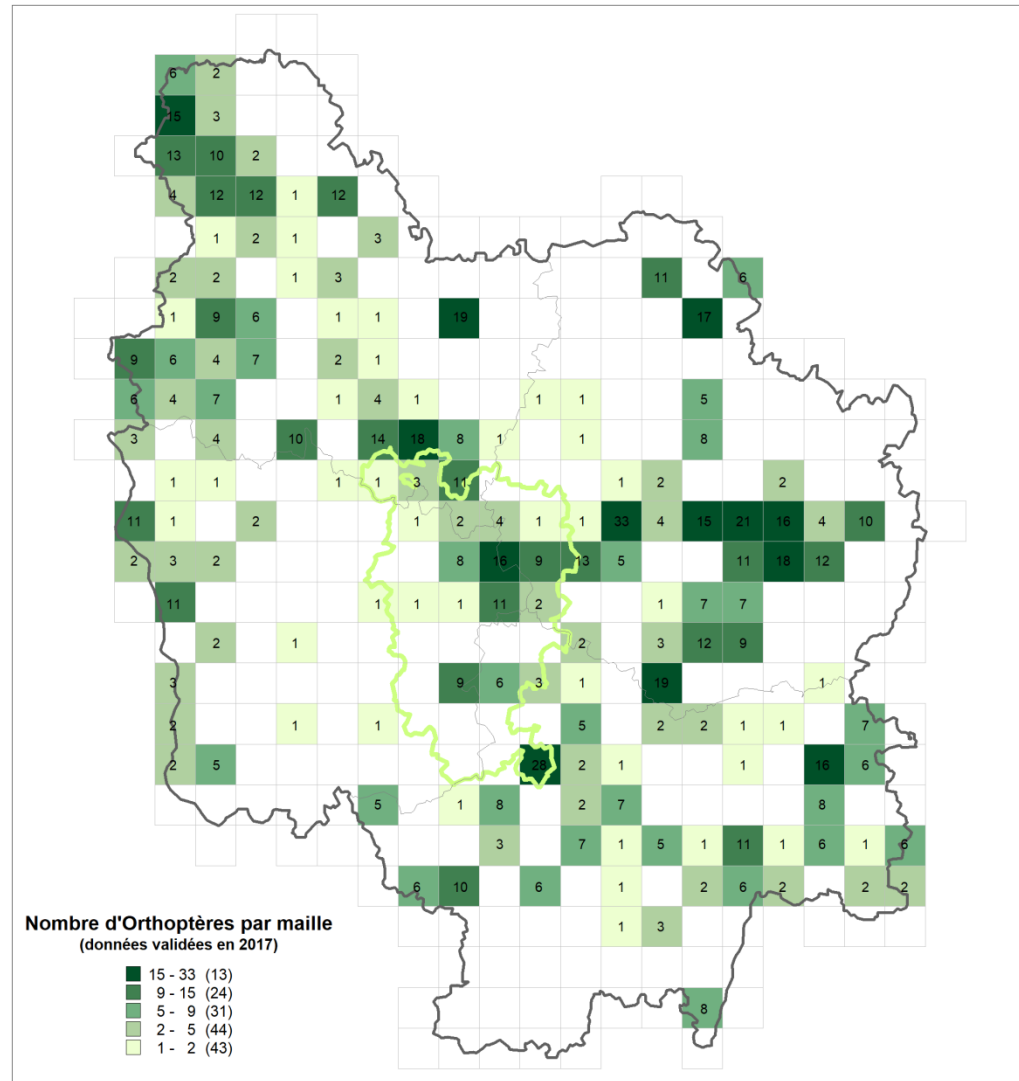 6 2
15 3
13 10 2
4 12 12 1 12
1 2 1 3
2 2 1 3 11 6
1 9 6 1 1 19 17
9 6 4 7 2 1
6 4 7 1 4 1 1 1 5
3 4 10 14 18 8 1 1 8
1 1 1 1 3 11 1 2 2
11 1 2 1 2 4 1 1 33 4 15 21 16 4 10
2 3 2 8 16 9 13 5 11 18 12
11 1 1 1 11 2 1 7 7
2 1 2 3 12 9
3 9 6 3 1 19 1
2 1 1 5 2 2 1 1 7
2 5 28 2 1 1 16 6
5 1 8 2 7 8
3 7 1 5 1 11 1 6 1 6
6 10 6 1 2 6 2 2 2
1 3
8
Nombre d'Orthoptères par maille
(données validées en 2017)
15 - 33 (13)
9 - 15 (24)
5 - 9 (31)
2 - 5 (44)
1 - 2 (43)